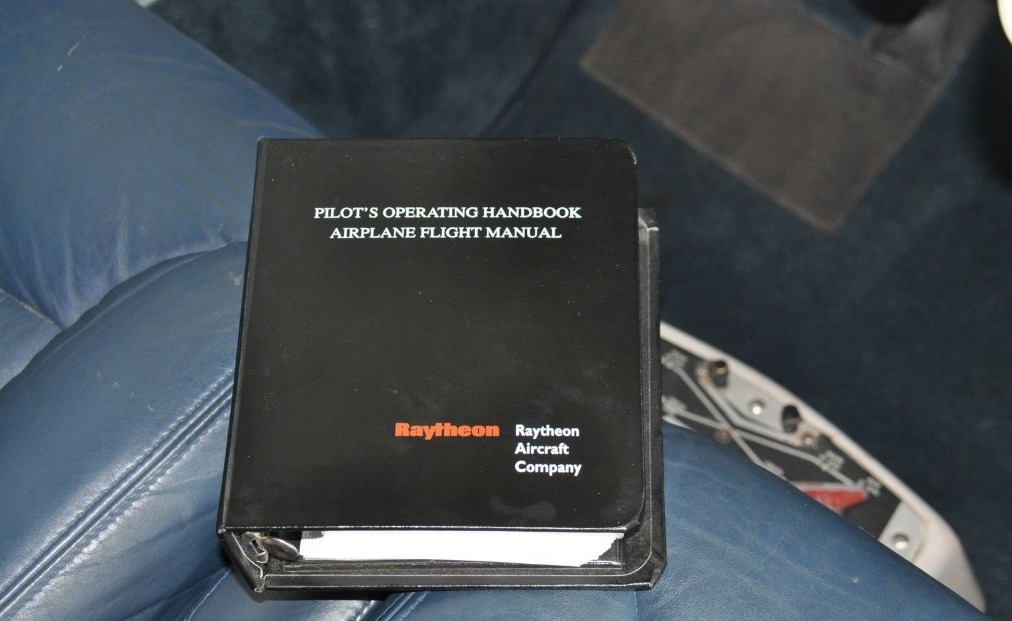 PILOT'S OPERATING HANDBOOK
AIRPLANE FLIGHT MANUAL
Raytheon
Raytheon
Aircraft
Company